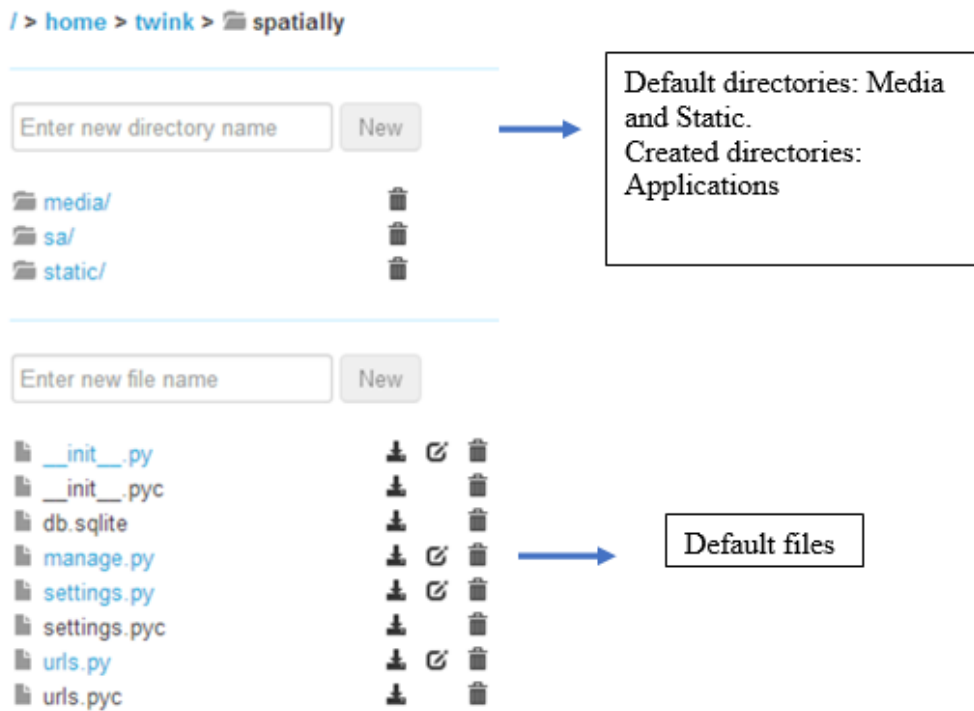 / > home > twink > spatially
Enter new directory name New
media/
sa/
static/
Default directories: Media
and Static.
Created directories:
Applications
Enter new file name New
__init__.py
__init__.pyc
db.sqlite
manage.py
settings.py
settings.pyc
urls.py
urls.pyc
Default files